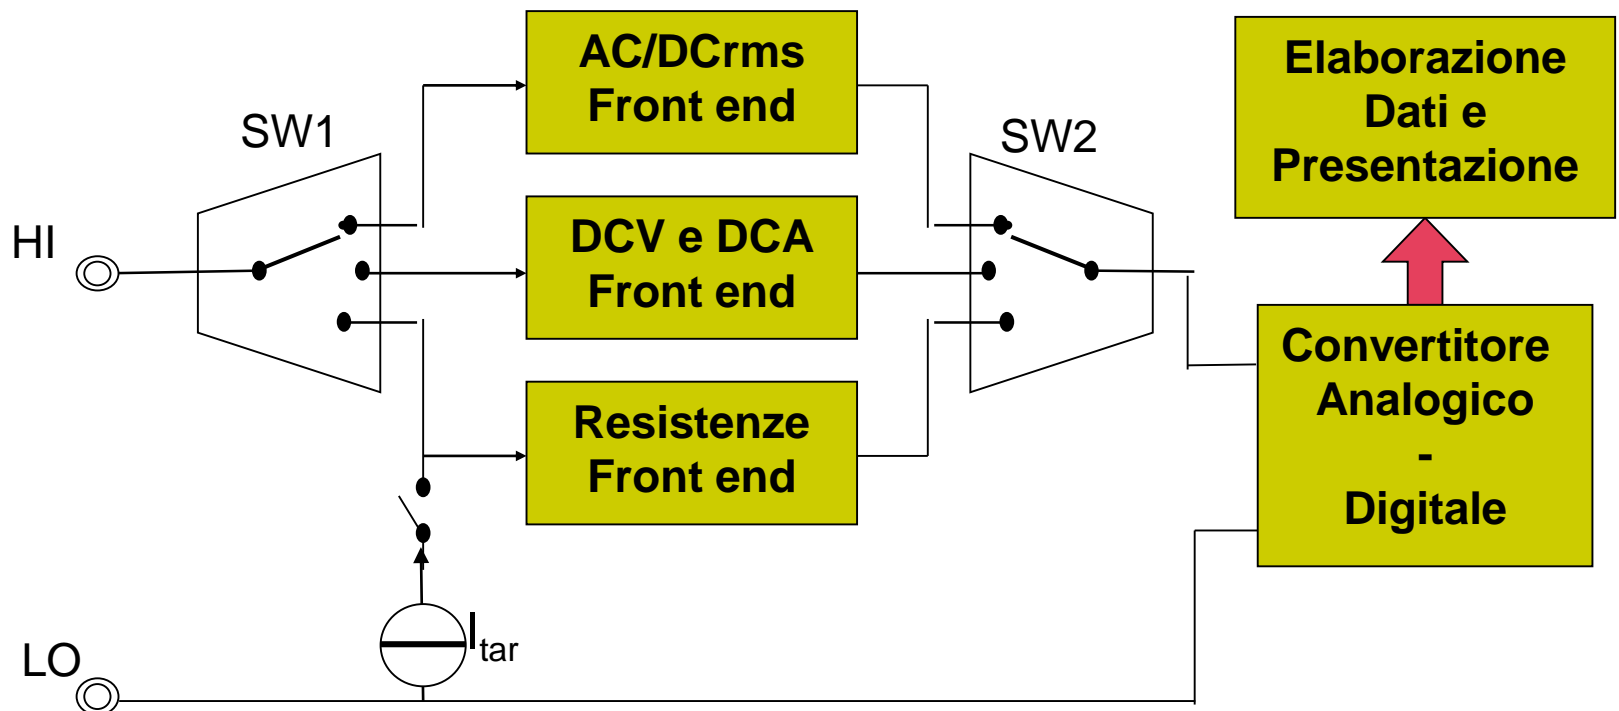 AC/DCrms
Front end
Elaborazione
Dati e
Presentazione
SW1
SW2
HI
DCV e DCA
Front end
Convertitore
Analogico
-
Digitale
Resistenze
Front end
I tar
LO